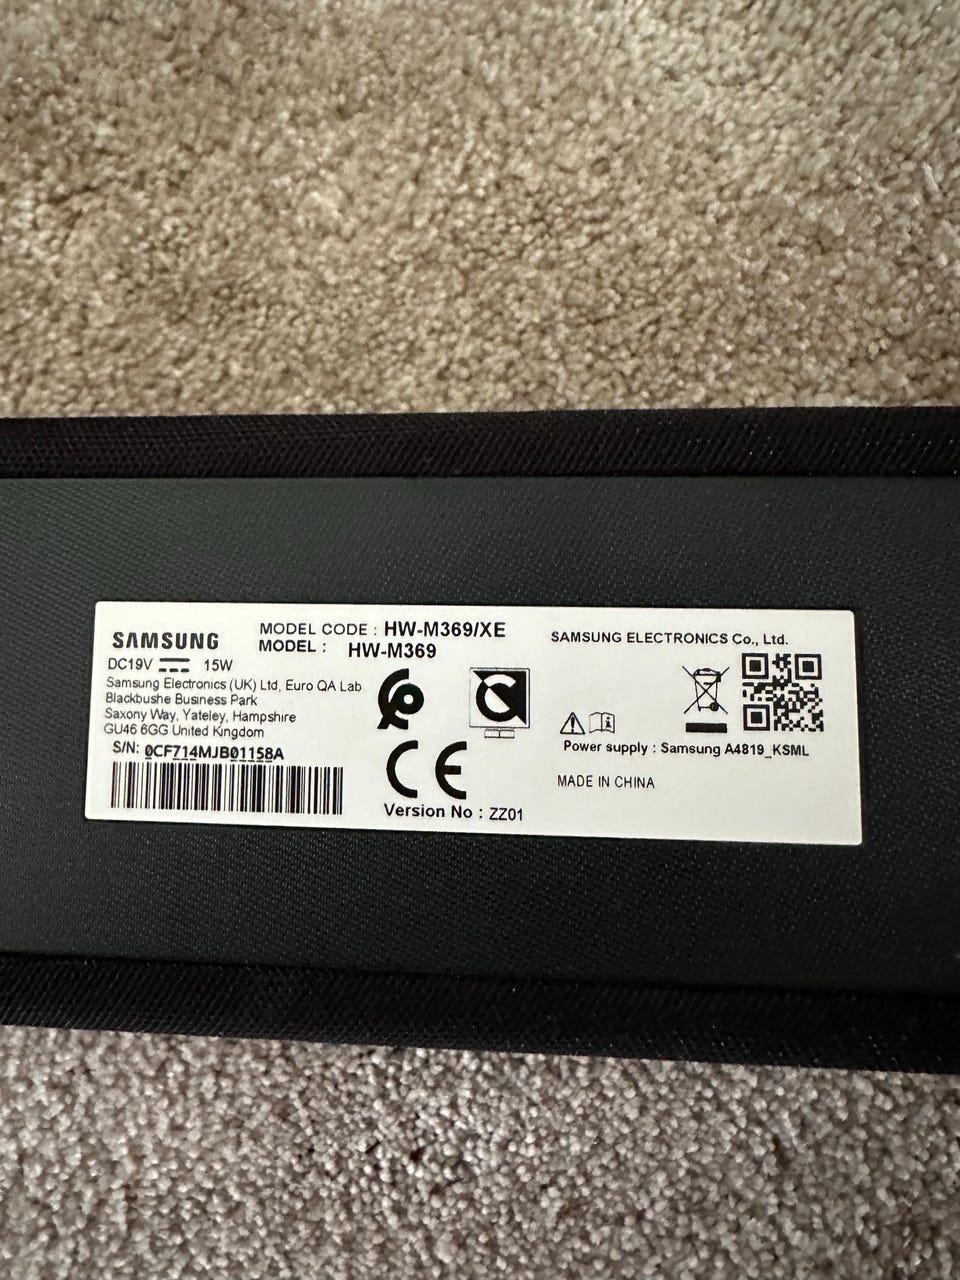 SAMSUNG
MODEL CODE : HW-M369/XE
MODEL : HW-M369
DC19V 15W
Samsung Electronics (UK) Ltd, Euro QA Lab
Blackbushe Business Park
Saxony Way, Yateley, Hampshire
GU46 6GG United Kingdom
S/N: 0CF714MJB01158A
CE
Version No : ZZ01
SAMSUNG ELECTRONICS Co., Ltd.
Power supply : Samsung A4819_KSML
MADE IN CHINA